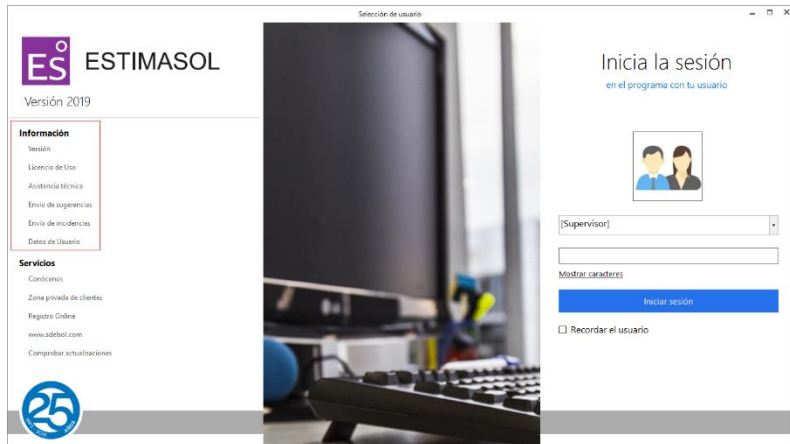 Selección de usuario
ES
ESTIMASOL
Versión 2019
Información
Versión
Licencia de Uso
Asistencia técnica
Envío de sugerencias
Envío de incidencias
Datos de Usuario
Servicios
Conócenos
Zona privada de clientes
Registro Online
www.sdelsol.com
Comprobar actualizaciones
25
Inicia la sesión
en el programa con tu usuario
[Supervisor]
Mostrar caracteres
Iniciar sesión
Recordar el usuario